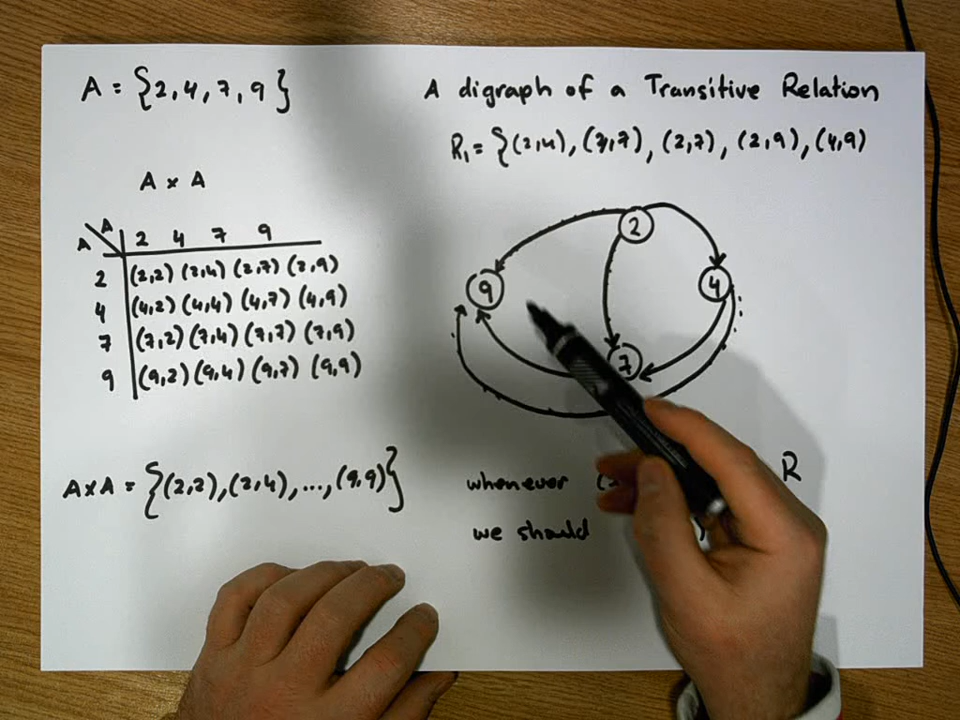 A = {2, 4, 7, 9}
A digraph of a Transitive Relation
R₁ = {(2,4), (4,7), (2,7), (2,9), (4,9)
A × A
A A 2 4 7 9
2 (2,2) (2,4) (2,7) (2,9)
4 (4,2) (4,4) (4,7) (4,9)
7 (7,2) (7,4) (7,7) (7,9)
9 (9,2) (9,4) (9,7) (9,9)
2
9
4
7
A×A = {(2,2), (2,4), ..., (9,9)}
whenever R
we should